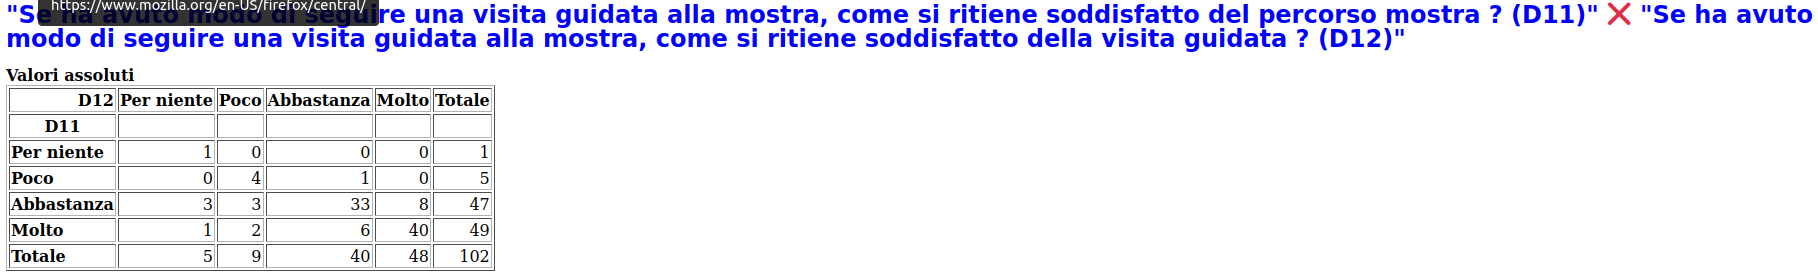 https://www.mozilla.org/en-US/firefox/central/
"Se ha avuto modo di seguire una visita guidata alla mostra, come si ritiene soddisfatto del percorso mostra ? (D11)" ❌ "Se ha avuto
modo di seguire una visita guidata alla mostra, come si ritiene soddisfatto della visita guidata ? (D12)"
Valori assoluti
D12 Per niente Poco Abbastanza Molto Totale
D11
Per niente 1 0 0 0 1
Poco 0 4 1 0 5
Abbastanza 3 3 33 8 47
Molto 1 2 6 40 49
Totale 5 9 40 48 102